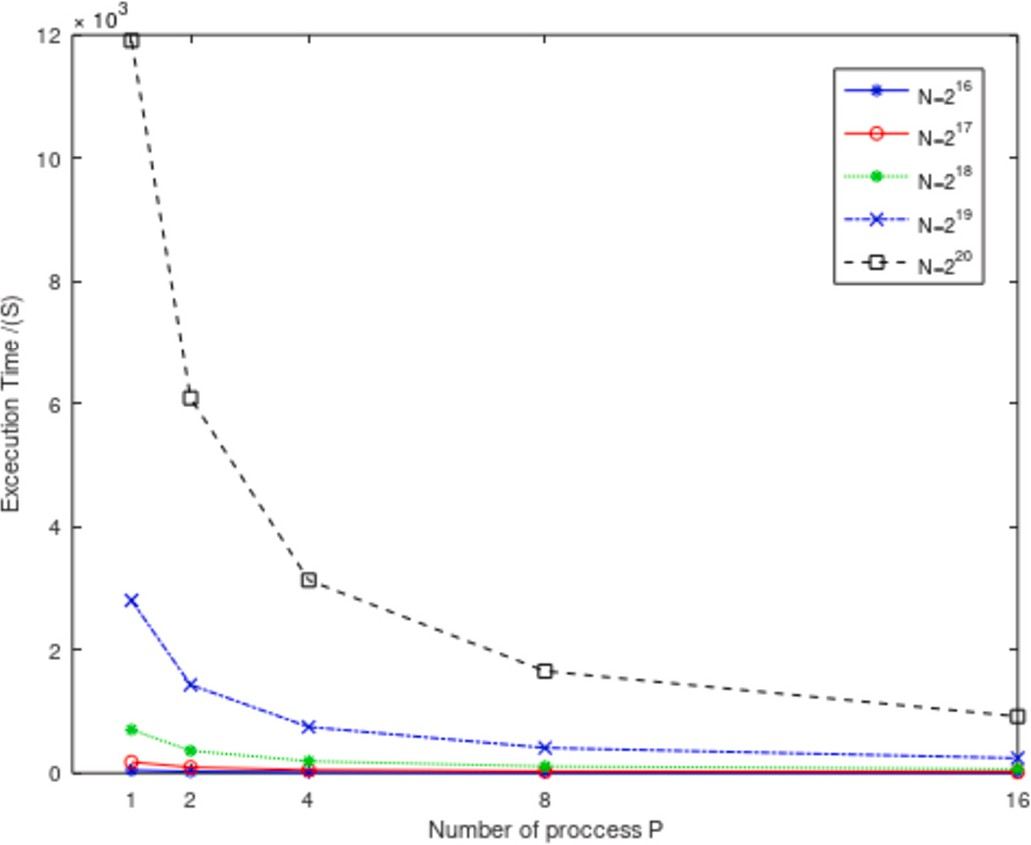 × 10³
12
10
8
6
4
2
0
1 2 4 8 16
Excecution Time /(S)
Number of proccess P
N=2¹⁶
N=2¹⁷
N=2¹⁸
N=2¹⁹
N=2²⁰